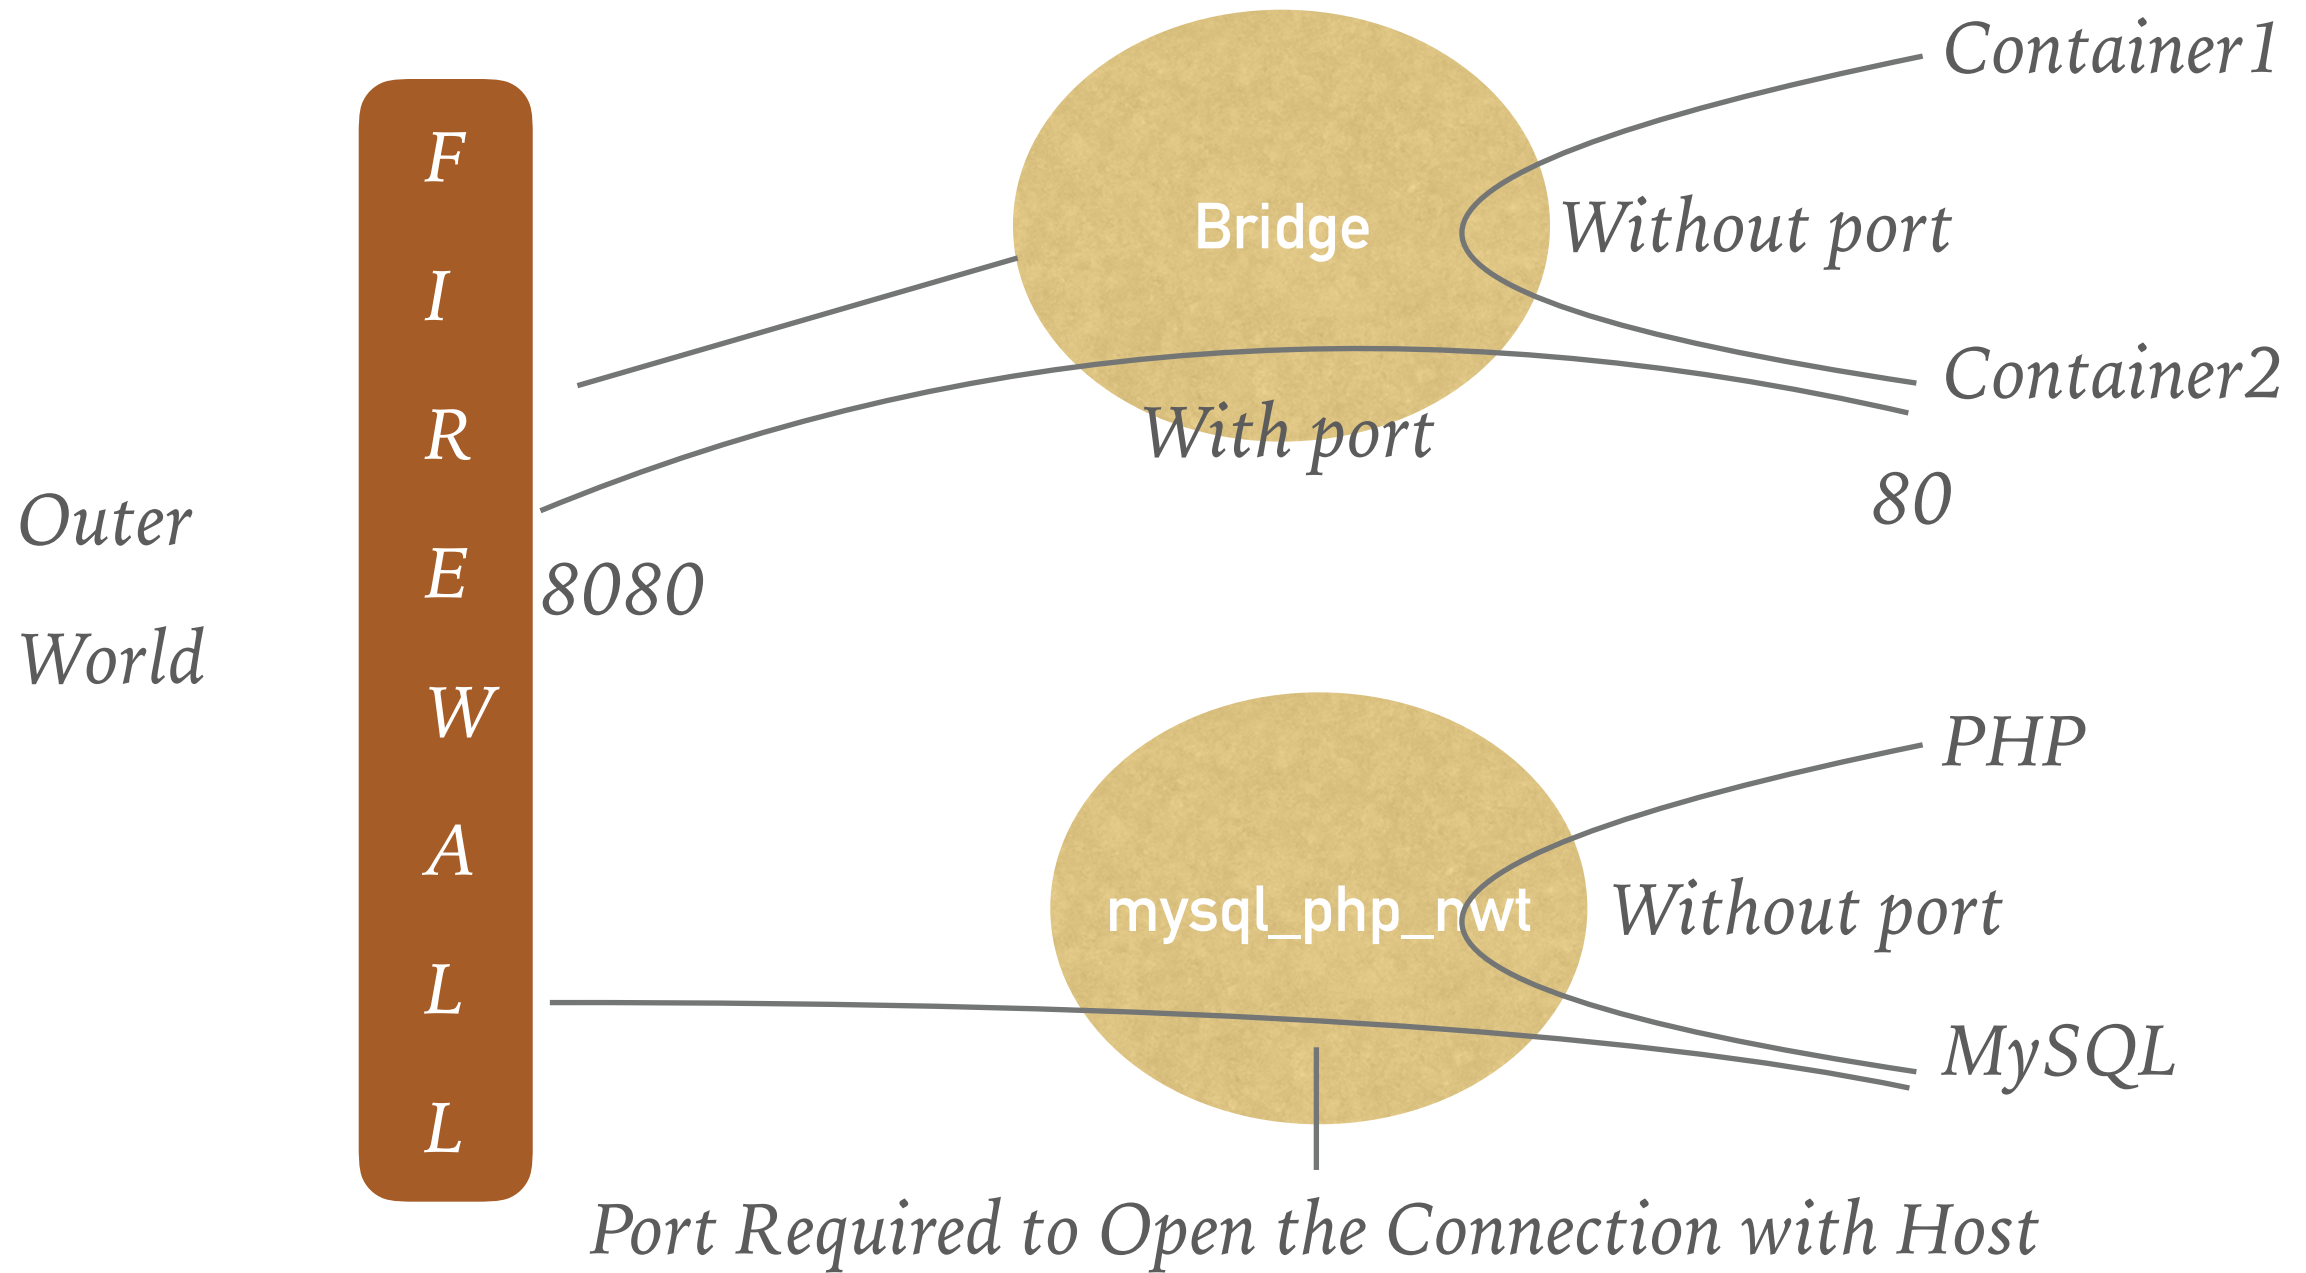 Container1
F
I
R
E
W
A
L
L
Bridge
Without port
Container2
With port
80
Outer
World
8080
PHP
mysql_php_nwt
Without port
MySQL
Port Required to Open the Connection with Host